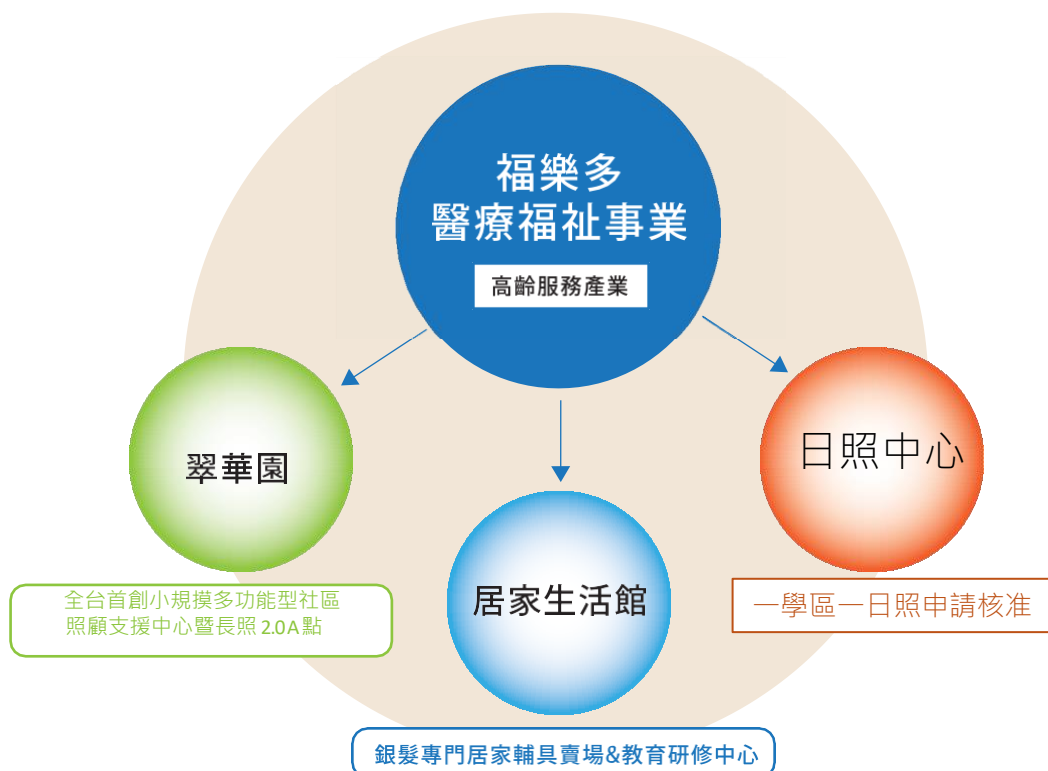 福樂多
醫療福祉事業
高齡服務產業
翠華園
日照中心
居家生活館
全台首創小規摸多功能型社區
照顧支援中心暨長照 2.0A點
一學區一日照申請核准
銀髮專門居家輔具賣場&教育研修中心